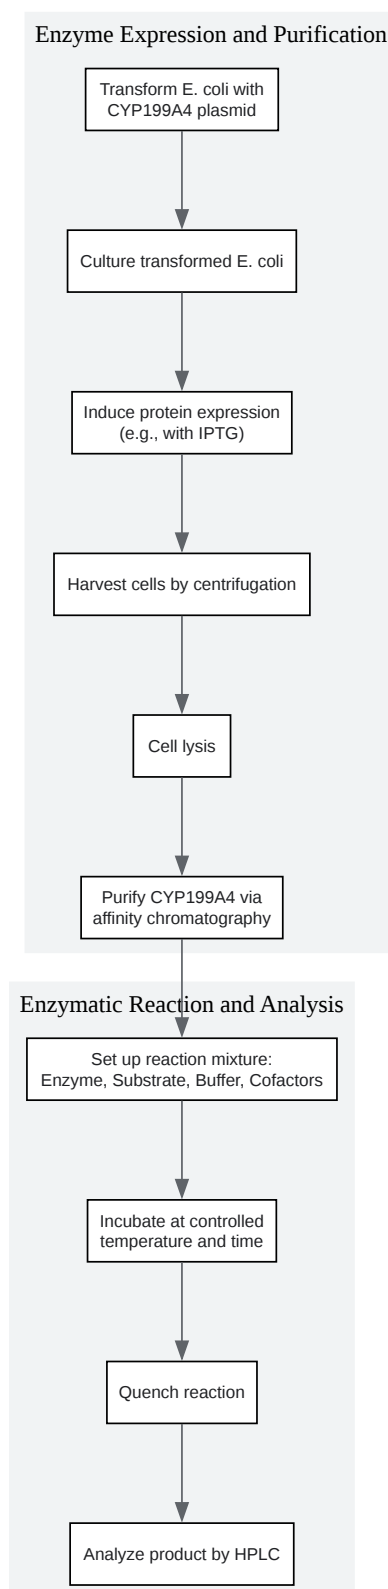 Enzyme Expression and Purification
Transform E. coli with
CYP199A4 plasmid
Culture transformed E. coli
Induce protein expression
(e.g., with IPTG)
Harvest cells by centrifugation
Cell lysis
Purify CYP199A4 via
affinity chromatography
Enzymatic Reaction and Analysis
Set up reaction mixture:
Enzyme, Substrate, Buffer, Cofactors
Incubate at controlled
temperature and time
Quench reaction
Analyze product by HPLC